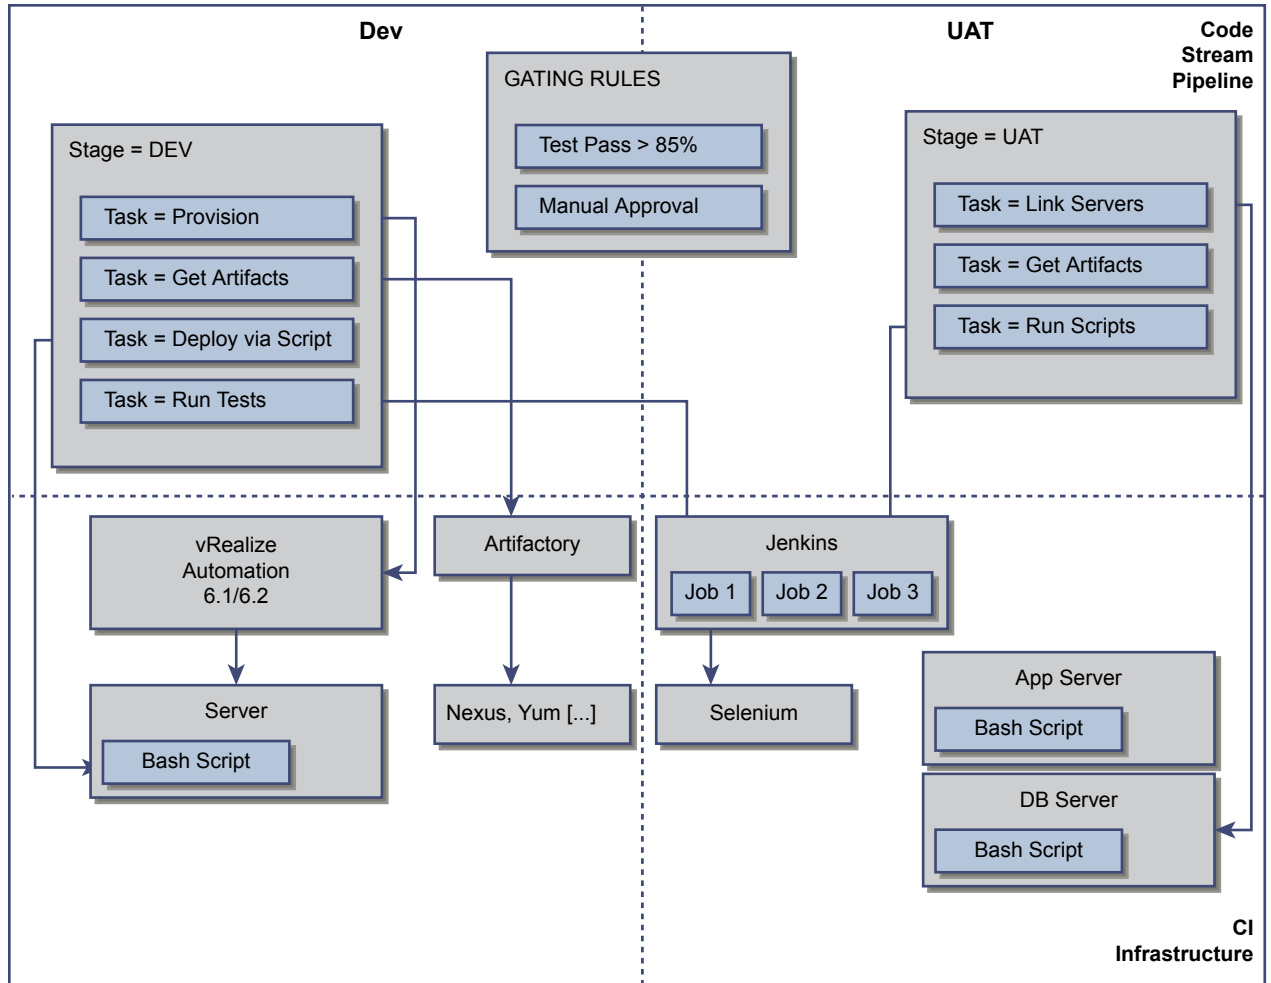 Dev
UAT
Code
Stream
Pipeline
GATING RULES
Test Pass > 85%
Manual Approval
Stage = DEV
Task = Provision
Task = Get Artifacts
Task = Deploy via Script
Task = Run Tests
Stage = UAT
Task = Link Servers
Task = Get Artifacts
Task = Run Scripts
vRealize
Automation
6.1/6.2
Artifactory
Jenkins
Job 1
Job 2
Job 3
Server
Bash Script
Nexus, Yum [...]
Selenium
App Server
Bash Script
DB Server
Bash Script
CI
Infrastructure